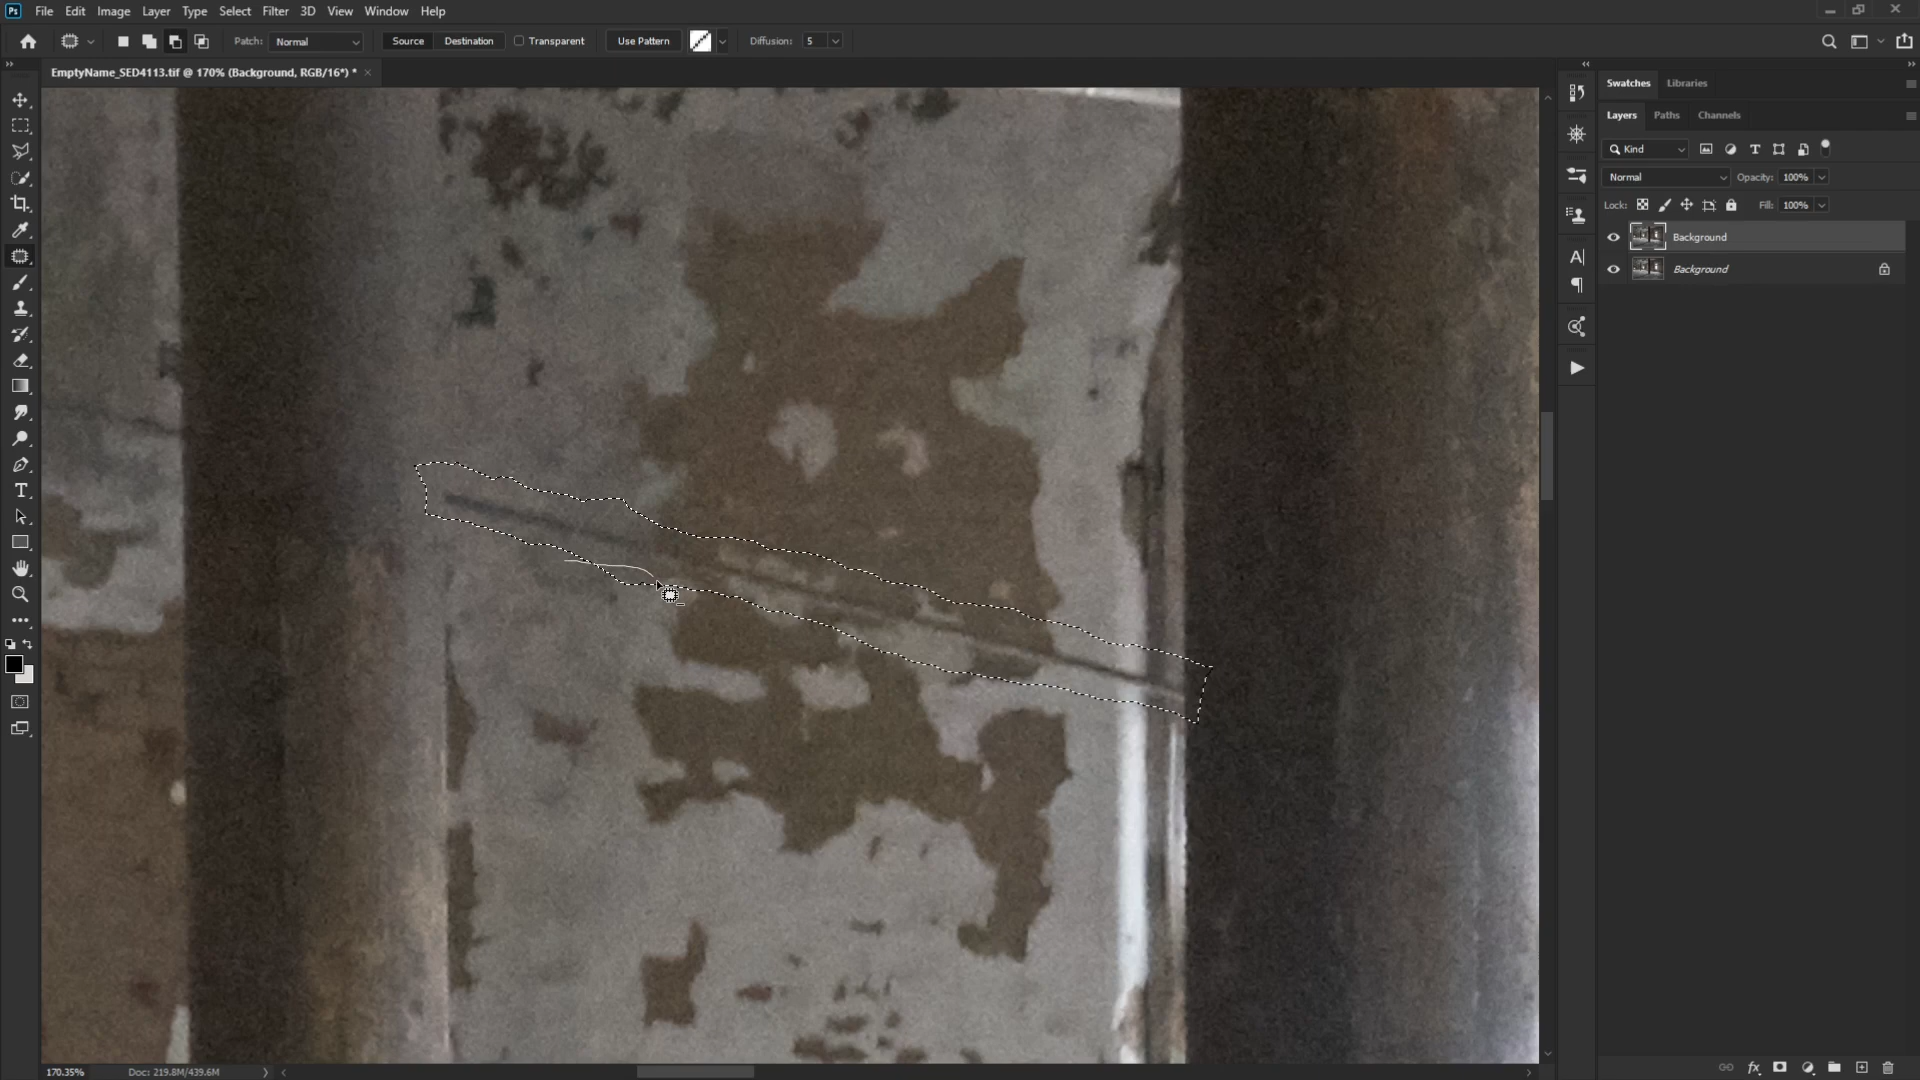 Ps File Edit Image Layer Type Select Filter 3D View Window Help
Patch: Normal Source Destination Transparent Use Pattern Diffusion: 5
EmptyName_SED4113.tif @ 170% (Background, RGB/16*) *
Swatches Libraries
Layers Paths Channels
Kind
Normal Opacity: 100%
Lock: Fill: 100%
Background
Background
170.35% Doc: 219.8M/439.6M